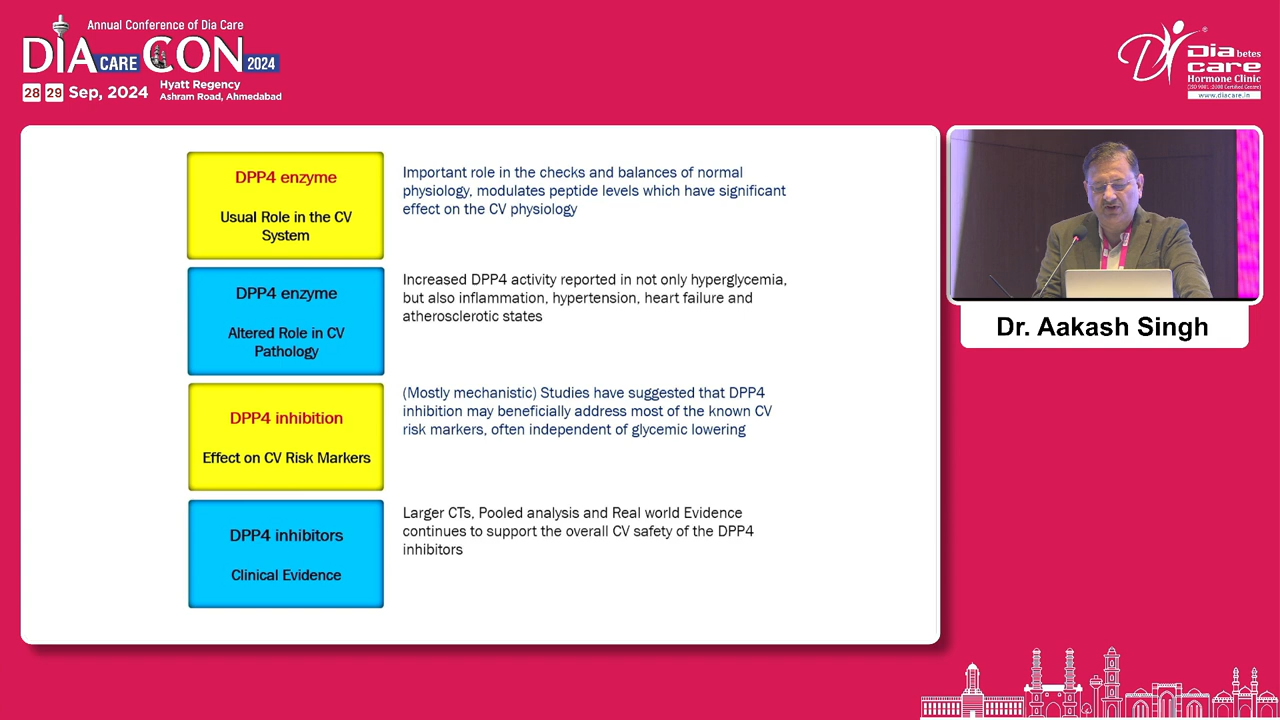 Annual Conference of Dia Care
DIA CARE CON 2024
28 29 Sep, 2024
Hyatt Regency
Ashram Road, Ahmedabad
Diabetes
care
Hormone Clinic
(ISO 9001:2008 Certified Centre)
www.diacare.in
DPP4 enzyme
Usual Role in the CV
System
Important role in the checks and balances of normal
physiology, modulates peptide levels which have significant
effect on the CV physiology
DPP4 enzyme
Altered Role in CV
Pathology
Increased DPP4 activity reported in not only hyperglycemia,
but also inflammation, hypertension, heart failure and
atherosclerotic states
DPP4 inhibition
Effect on CV Risk Markers
(Mostly mechanistic) Studies have suggested that DPP4
inhibition may beneficially address most of the known CV
risk markers, often independent of glycemic lowering
DPP4 inhibitors
Clinical Evidence
Larger CTs, Pooled analysis and Real world Evidence
continues to support the overall CV safety of the DPP4
inhibitors
Dr. Aakash Singh